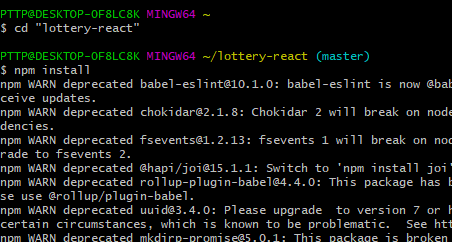 PTTP@DESKTOP-OF8LC8K MINGW64 ~
$ cd "lottery-react"
PTTP@DESKTOP-OF8LC8K MINGW64 ~/lottery-react (master)
$ npm install
npm WARN deprecated babel-eslint@10.1.0: babel-eslint is now @bab
ceive updates.
npm WARN deprecated chokidar@2.1.8: Chokidar 2 will break on node
dencies.
npm WARN deprecated fsevents@1.2.13: fsevents 1 will break on nod
rade to fsevents 2.
npm WARN deprecated @hapi/joi@15.1.1: Switch to 'npm install joi'
npm WARN deprecated rollup-plugin-babel@4.4.0: This package has b
se use @rollup/plugin-babel.
npm WARN deprecated uuid@3.4.0: Please upgrade  to version 7 or h
certain circumstances, which is known to be problematic.  See htt
npm WARN deprecated mkdirp-promise@5.0.1: This package is broken